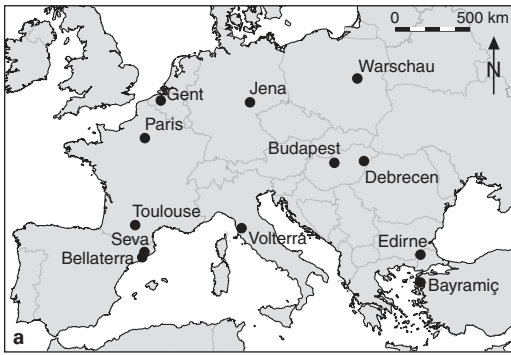 0 500 km
N
Warschau
Gent
Jena
Paris
Budapest
Debrecen
Toulouse
Seva
Bellaterra
Volterra
Edirne
Bayramiç
a